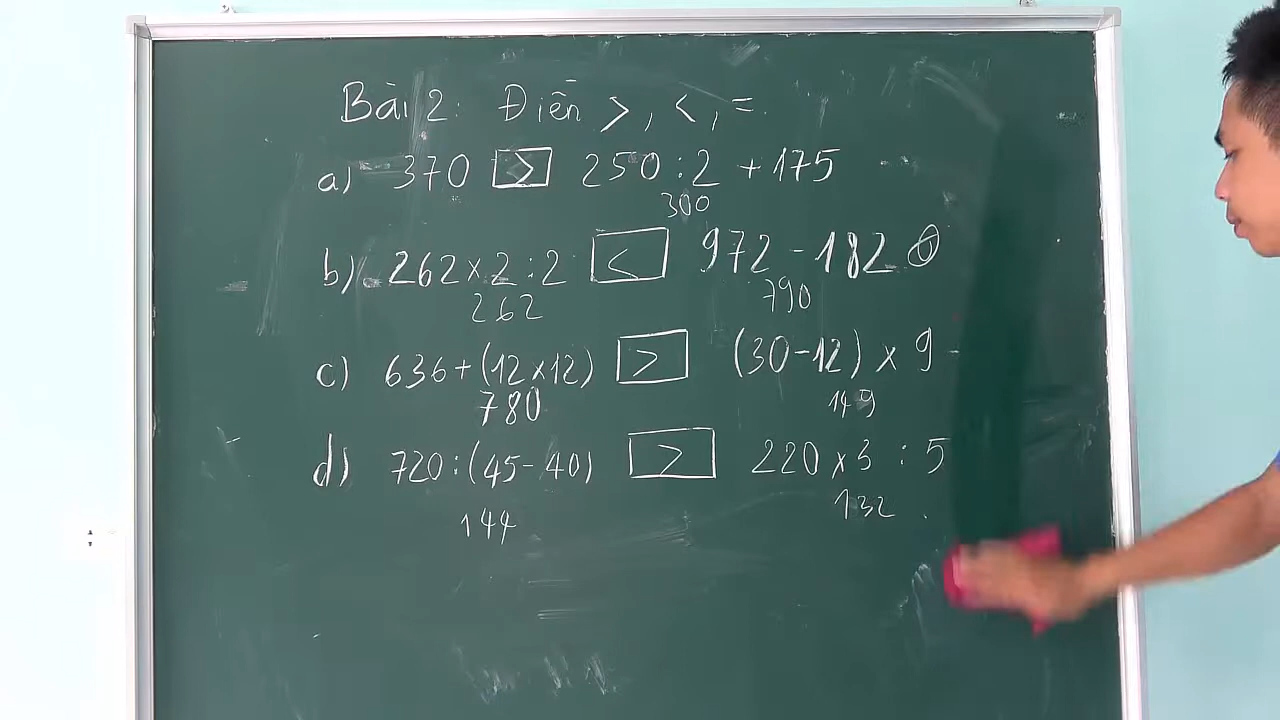 Bài 2: Điền >, <, =.
a) 370 > 250 : 2 + 175
300
b) 262 x 2 : 2 < 972 - 182
262 790
c) 636 + (12 x 12) > (30 - 12) x 9 -
780 149
d) 720 : (45 - 40) > 220 x 3 : 5
144 132